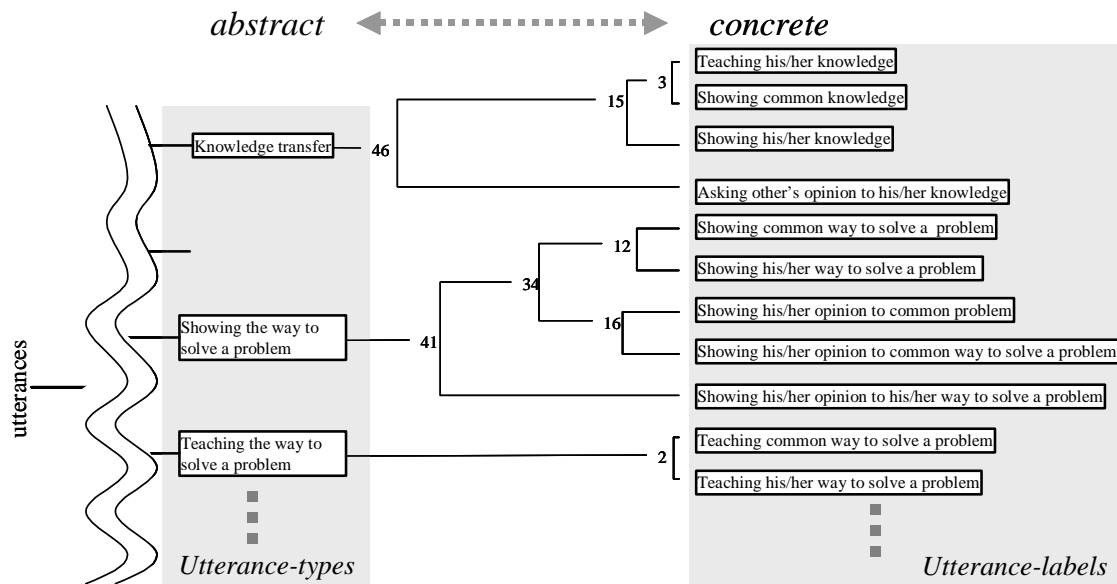 abstract
concrete
Teaching his/her knowledge
3
Showing common knowledge
15
Showing his/her knowledge
Knowledge transfer
46
Asking other's opinion to his/her knowledge
Showing common way to solve a problem
12
Showing his/her way to solve a problem
34
Showing his/her opinion to common problem
16
Showing the way to
solve a problem
41
Showing his/her opinion to common way to solve a problem
utterances
Showing his/her opinion to his/her way to solve a problem
Teaching the way to
solve a problem
2
Teaching common way to solve a problem
Teaching his/her way to solve a problem
Utterance-types
Utterance-labels